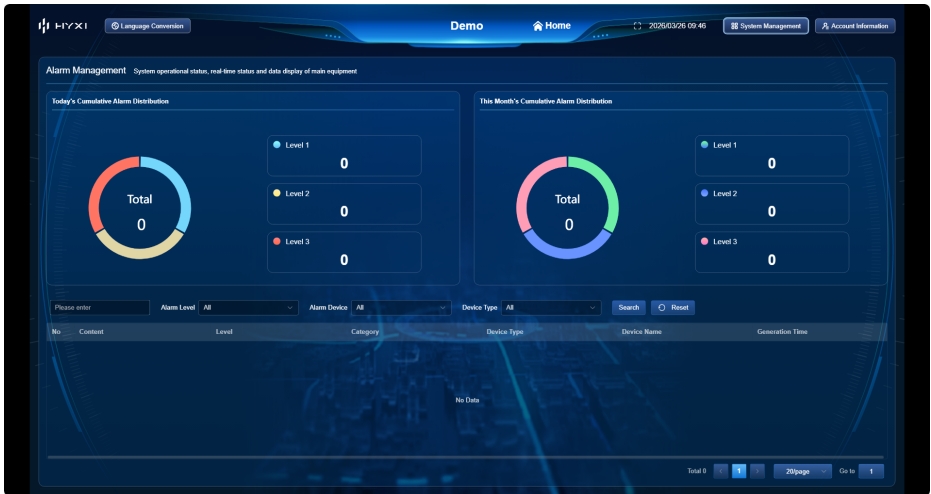 HYXI Language Conversion Demo Home 2026/03/26 09:46 System Management Account Information
Alarm Management System operational status, real-time status and data display of main equipment
Today's Cumulative Alarm Distribution
Total
0
Level 1
0
Level 2
0
Level 3
0
This Month's Cumulative Alarm Distribution
Total
0
Level 1
0
Level 2
0
Level 3
0
Please enter Alarm Level All Alarm Device All Device Type All Search Reset
No Content Level Category Device Type Device Name Generation Time
No Data
Total 0 < 1 > 20/page Go to 1